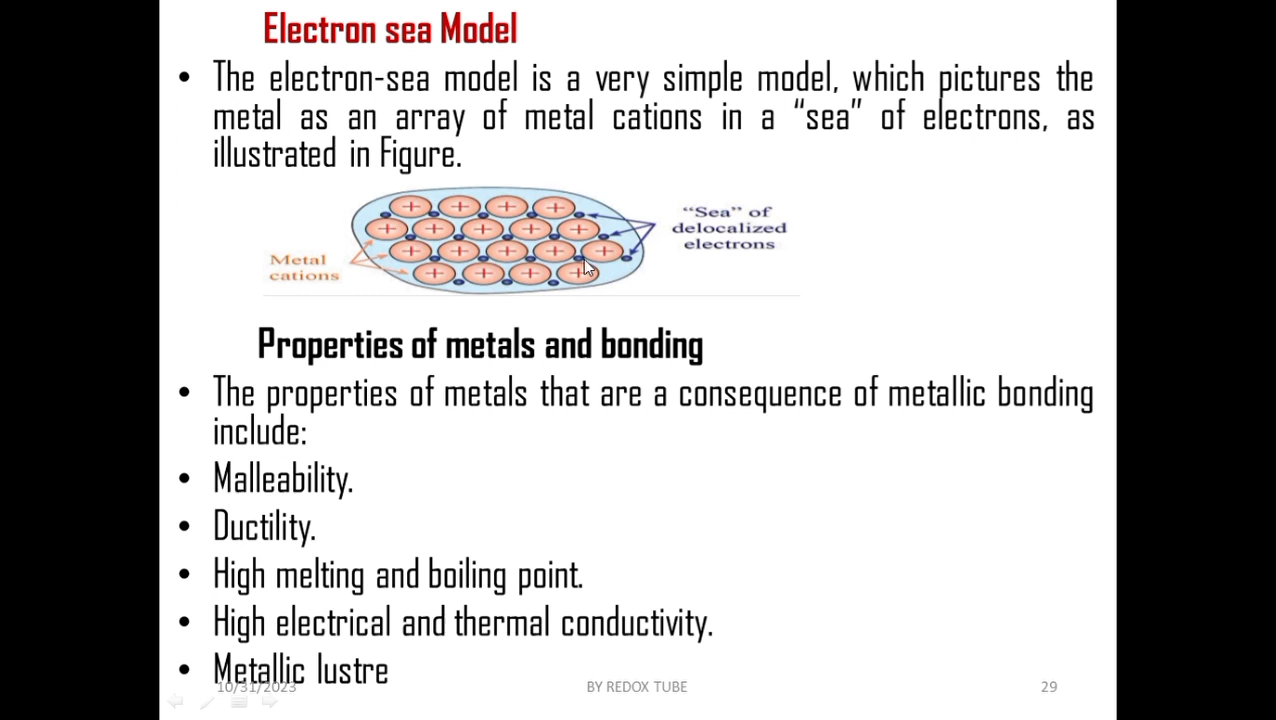 Electron sea Model
• The electron-sea model is a very simple model, which pictures the
metal as an array of metal cations in a “sea” of electrons, as
illustrated in Figure.
“Sea” of
delocalized
electrons
Metal
cations
Properties of metals and bonding
• The properties of metals that are a consequence of metallic bonding
include:
• Malleability.
• Ductility.
• High melting and boiling point.
• High electrical and thermal conductivity.
• Metallic lustre
10/31/2023
BY REDOX TUBE
29